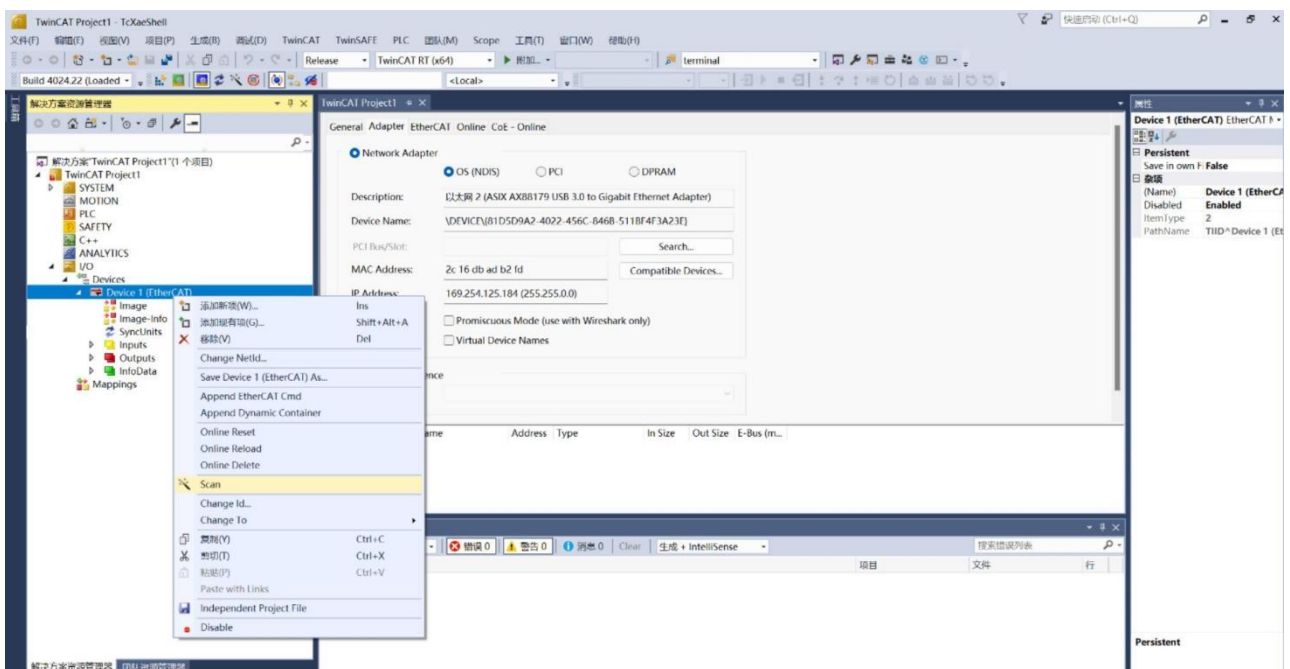 TwinCAT Project1 - TcXaeShell
快速启动 (Ctrl+Q)
文件(F) 编辑(E) 视图(V) 项目(P) 生成(B) 调试(D) TwinCAT TwinSAFE PLC 团队(M) Scope 工具(T) 窗口(W) 帮助(H)
Release TwinCAT RT (x64) 附加... terminal
Build 4024.22 (Loaded <Local>
工具箱
解决方案资源管理器
解决方案"TwinCAT Project1"(1 个项目)
TwinCAT Project1
SYSTEM
MOTION
PLC
SAFETY
C++
ANALYTICS
I/O
Devices
Device 1 (EtherCAT)
Image
Image-Info
SyncUnits
Inputs
Outputs
InfoData
Mappings
添加新项(W)... Ins
添加现有项(G)... Shift+Alt+A
移除(V) Del
Change NetId...
Save Device 1 (EtherCAT) As...
Append EtherCAT Cmd
Append Dynamic Container
Online Reset
Online Reload
Online Delete
Scan
Change Id...
Change To
复制(Y) Ctrl+C
剪切(T) Ctrl+X
粘贴(P) Ctrl+V
Paste with Links
Independent Project File
Disable
解决方案资源管理器 团队资源管理器
TwinCAT Project1
General Adapter EtherCAT Online CoE - Online
Network Adapter
OS (NDIS) PCI DPRAM
Description: 以太网 2 (ASIX AX88179 USB 3.0 to Gigabit Ethernet Adapter)
Device Name: \DEVICE\{81D5D9A2-4022-456C-846B-511BF4F3A23E}
PCI Bus/Slot: Search...
MAC Address: 2c 16 db ad b2 fd Compatible Devices...
IP Address: 169.254.125.184 (255.255.0.0)
Promiscuous Mode (use with Wireshark only)
Virtual Device Names
ence
ame Address Type In Size Out Size E-Bus (m...
错误 0 警告 0 消息 0 Clear 生成 + IntelliSense 搜索错误列表
项目 文件 行
属性
Device 1 (EtherCAT) EtherCAT
Persistent
Save in own F False
杂项
(Name) Device 1 (EtherCA
Disabled Enabled
ItemType 2
PathName TIID^Device 1 (Et
Persistent